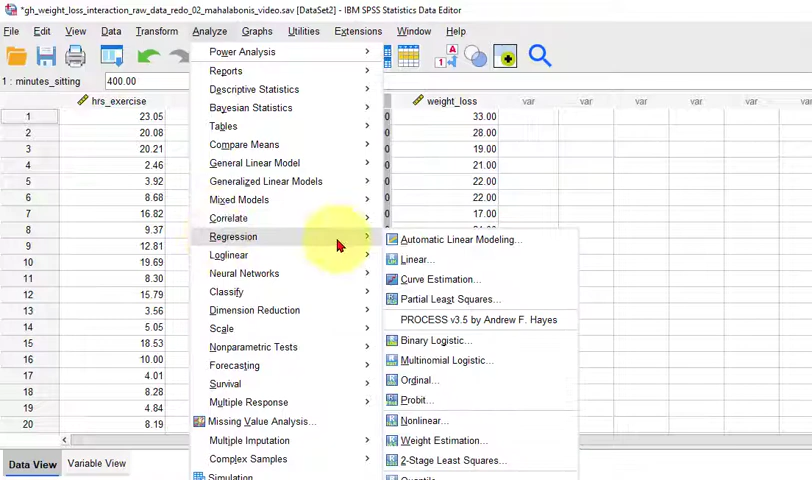 *gh_weight_loss_interaction_raw_data_redo_02_mahalabonis_video.sav [DataSet2] - IBM SPSS Statistics Data Editor
File Edit View Data Transform Analyze Graphs Utilities Extensions Window Help
1 : minutes_sitting 400.00
hrs_exercise weight_loss var var var var
1 23.05 0 33.00
2 20.08 0 28.00
3 20.21 0 19.00
4 2.46 0 21.00
5 3.92 0 22.00
6 8.68 0 22.00
7 16.82 0 17.00
8 9.37
9 12.81
10 19.69
11 8.30
12 15.79
13 3.14
14 5.05
15 18.53
16 10.00
17 4.01
18 8.28
19 4.84
20 8.19
Power Analysis
Reports
Descriptive Statistics
Bayesian Statistics
Tables
Compare Means
General Linear Model
Generalized Linear Models
Mixed Models
Correlate
Regression
Loglinear
Neural Networks
Classify
Dimension Reduction
Scale
Nonparametric Tests
Forecasting
Survival
Multiple Response
Missing Value Analysis...
Multiple Imputation
Complex Samples
Simulation...
Automatic Linear Modeling...
Linear...
Curve Estimation...
Partial Least Squares...
PROCESS v3.5 by Andrew F. Hayes
Binary Logistic...
Multinomial Logistic...
Ordinal...
Probit...
Nonlinear...
Weight Estimation...
2-Stage Least Squares...
Data View Variable View